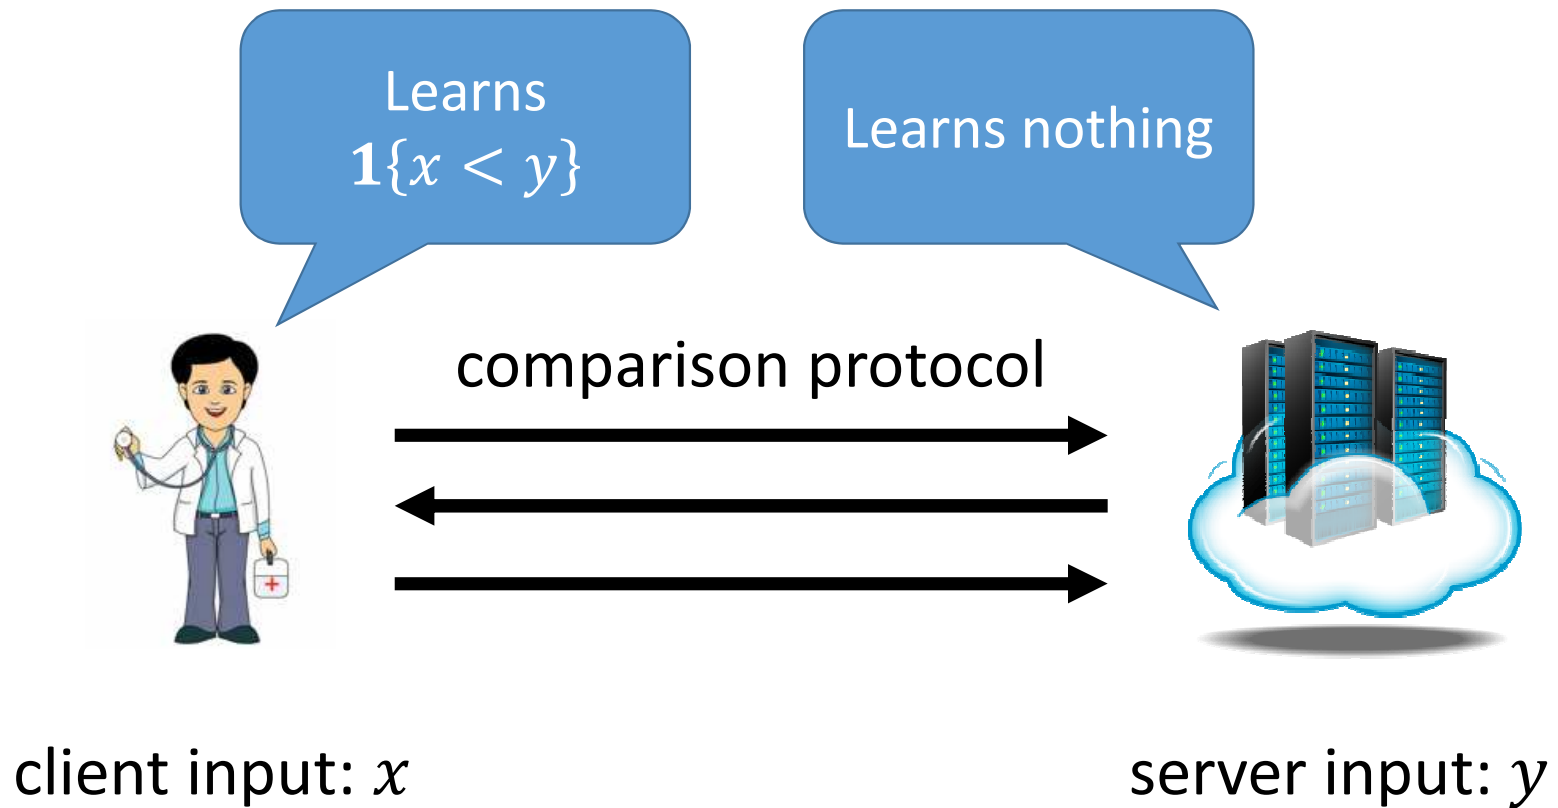 Learns
𝟏{𝑥 < 𝑦}
Learns nothing
comparison protocol
client input: 𝑥
server input: 𝑦